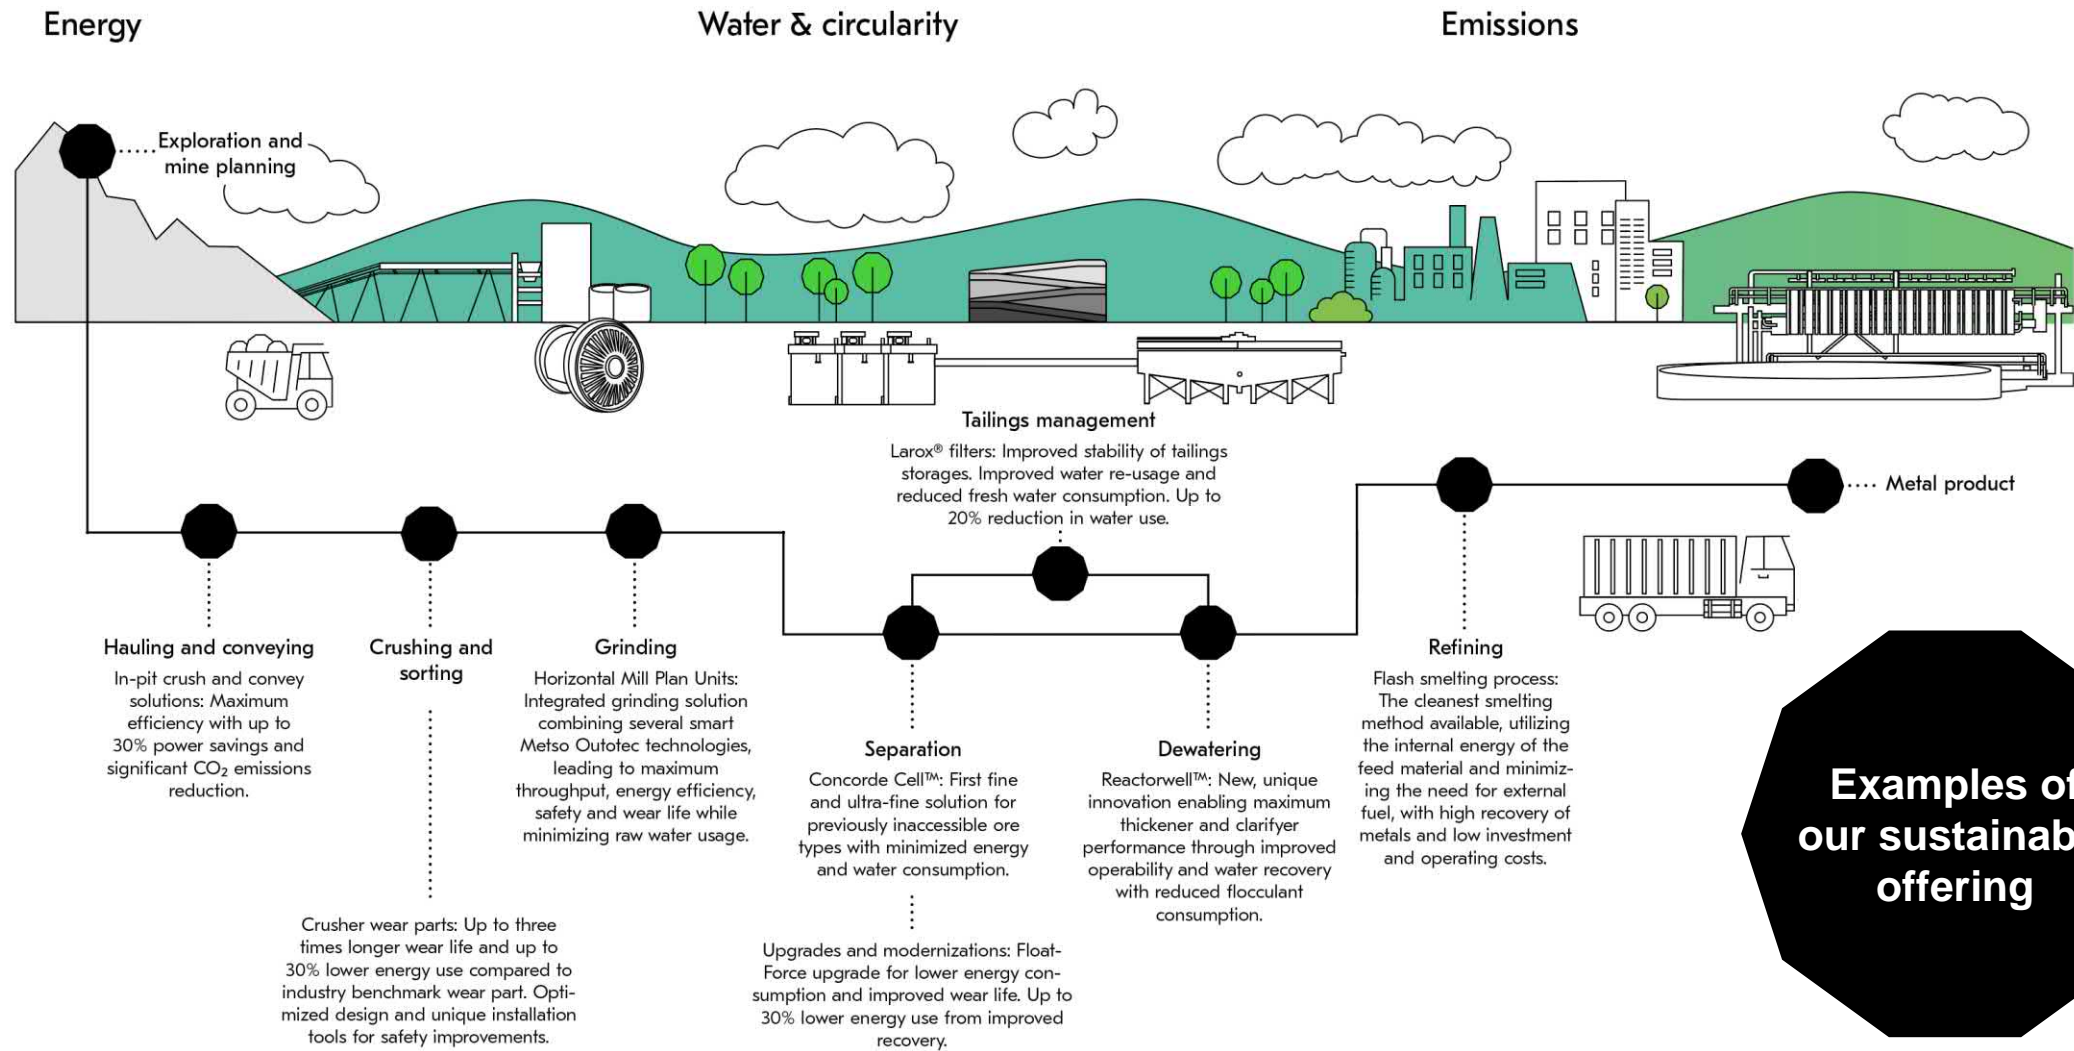 Energy
Water & circularity
Emissions
Exploration and
mine planning
Tailings management
Larox® filters: Improved stability of tailings
storages. Improved water re-usage and
reduced fresh water consumption. Up to
20% reduction in water use.
Metal product
Hauling and conveying
In-pit crush and convey
solutions: Maximum
efficiency with up to
30% power savings and
significant CO₂ emissions
reduction.
Crushing and
sorting
Crusher wear parts: Up to three
times longer wear life and up to
30% lower energy use compared to
industry benchmark wear part. Opti-
mized design and unique installation
tools for safety improvements.
Grinding
Horizontal Mill Plan Units:
Integrated grinding solution
combining several smart
Metso Outotec technologies,
leading to maximum
throughput, energy efficiency,
safety and wear life while
minimizing raw water usage.
Separation
Concorde Cell™: First fine
and ultra-fine solution for
previously inaccessible ore
types with minimized energy
and water consumption.
Upgrades and modernizations: Float-
Force upgrade for lower energy con-
sumption and improved wear life. Up to
30% lower energy use from improved
recovery.
Dewatering
Reactorwell™: New, unique
innovation enabling maximum
thickener and clarifyer
performance through improved
operability and water recovery
with reduced flocculant
consumption.
Refining
Flash smelting process:
The cleanest smelting
method available, utilizing
the internal energy of the
feed material and minimiz-
ing the need for external
fuel, with high recovery of
metals and low investment
and operating costs.
Examples of
our sustainab
offering